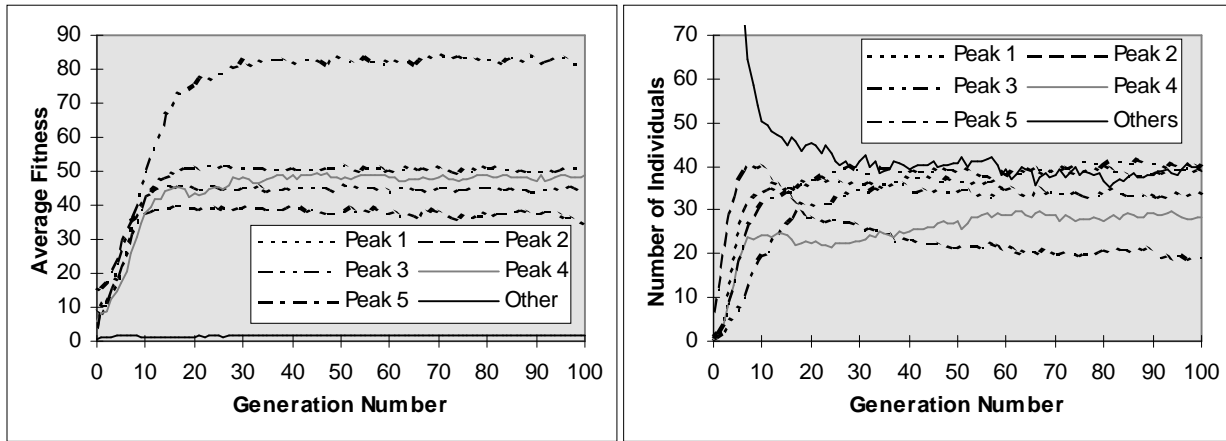 Average Fitness
90
80
70
60
50
40
30
20
10
0
Peak 1 Peak 2
Peak 3 Peak 4
Peak 5 Other
0 10 20 30 40 50 60 70 80 90 100
Generation Number
Number of Individuals
70
60
50
40
30
20
10
0
Peak 1 Peak 2
Peak 3 Peak 4
Peak 5 Others
0 10 20 30 40 50 60 70 80 90 100
Generation Number